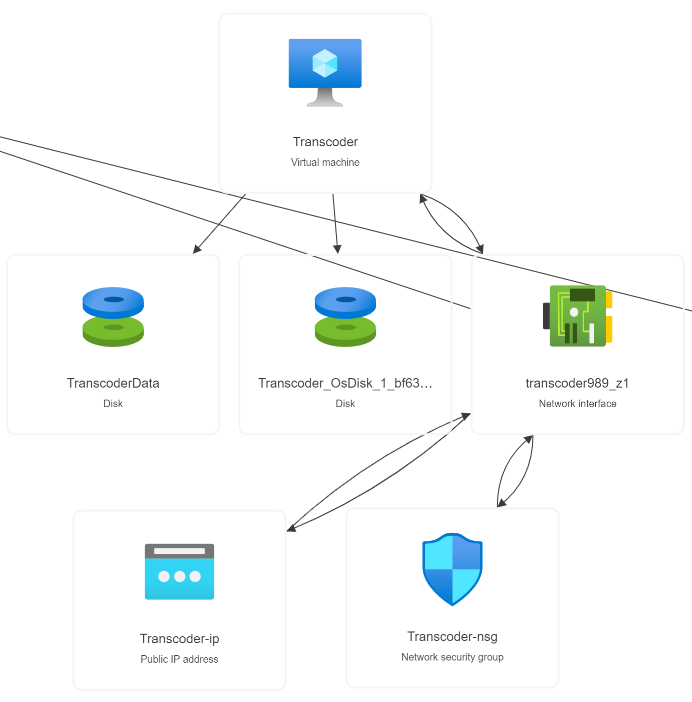 Transcoder
Virtual machine
TranscoderData
Disk
Transcoder_OsDisk_1_bf63...
Disk
transcoder989_z1
Network interface
Transcoder-ip
Public IP address
Transcoder-nsg
Network security group